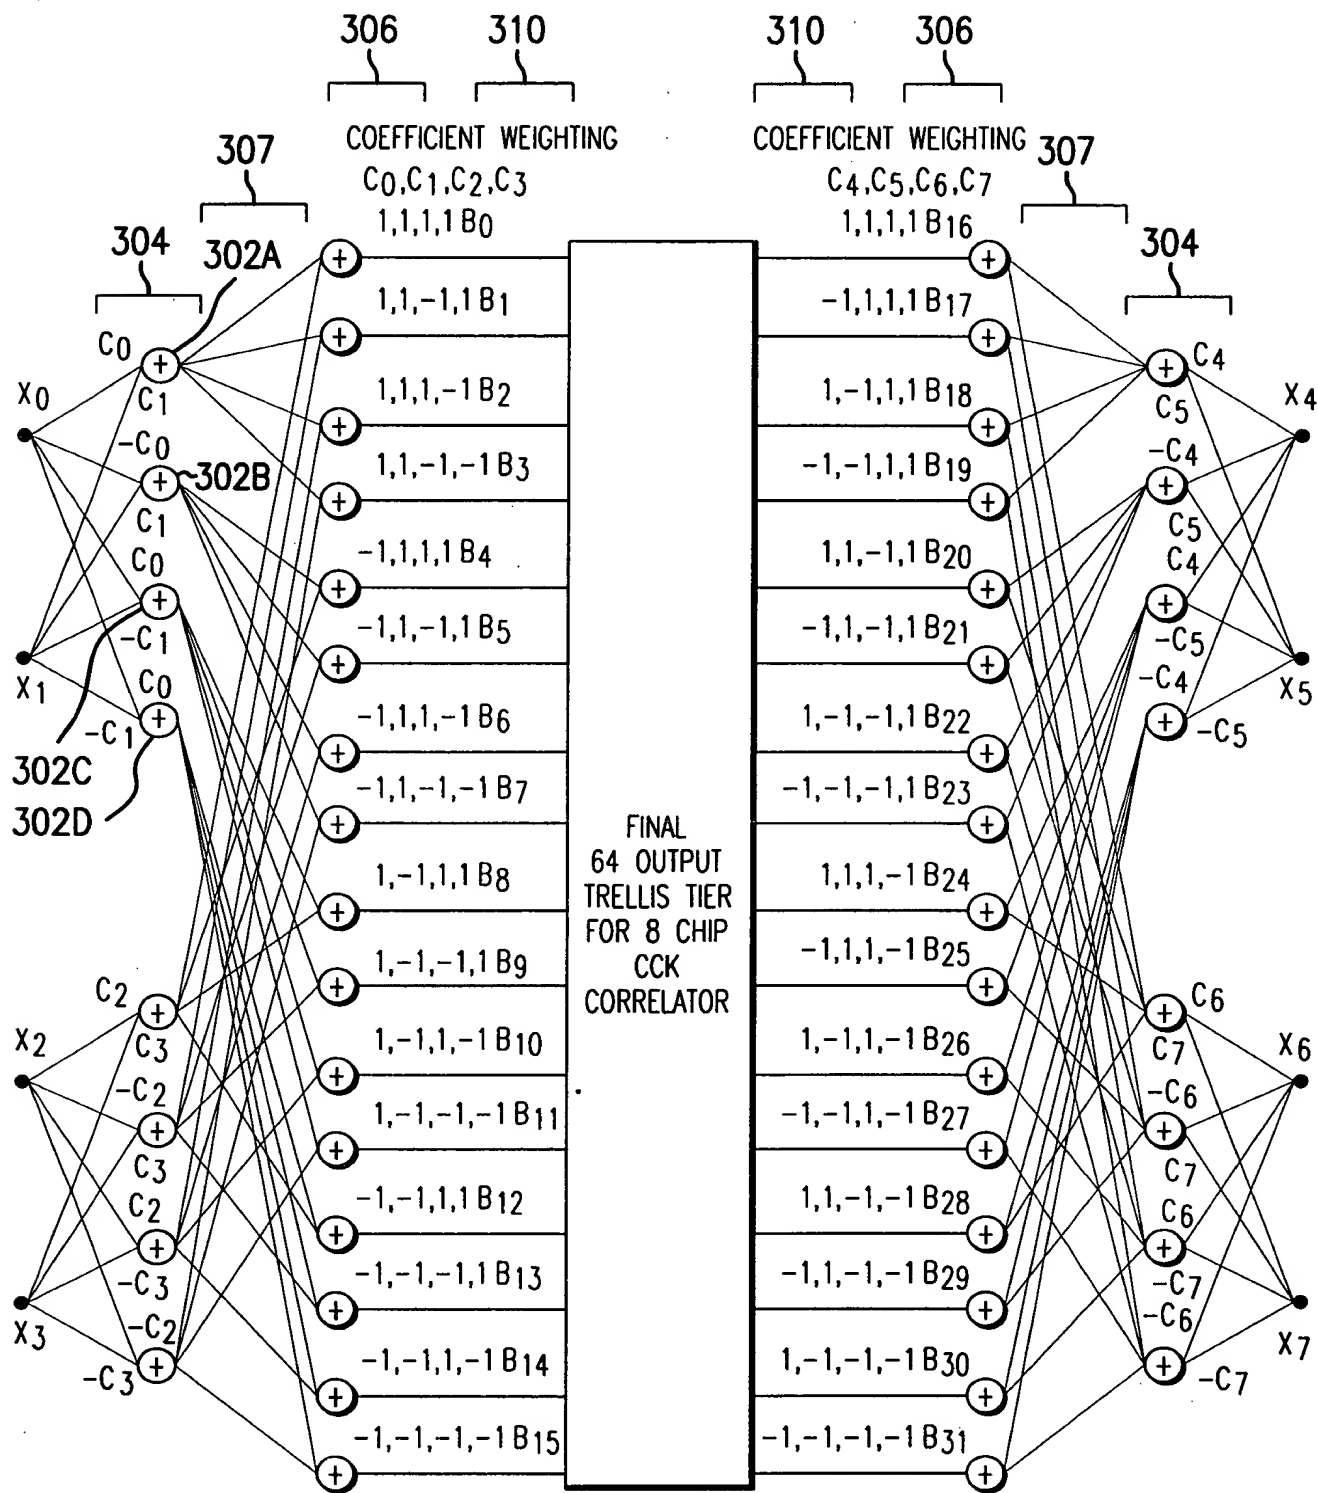 306 310 310 306
COEFFICIENT WEIGHTING COEFFICIENT WEIGHTING
307 307
C0,C1,C2,C3 C4,C5,C6,C7
1,1,1,1 B0 1,1,1,1 B16
304 302A 304
1,1,-1,1 B1 -1,1,1,1 B17
C0 + C4
C1 C5
X0 X4
1,1,1,-1 B2 1,-1,1,1 B18
-C0 -C4
+ 302B +
1,1,-1,-1 B3 -1,-1,1,1 B19
C1 C5
-1,1,1,1 B4 1,1,-1,1 B20
C0 C4
+ +
-C1 -C5
-1,1,-1,1 B5 -1,1,-1,1 B21
X1 X5
C0 -C4
-C1 + + -C5
-1,1,1,-1 B6 1,-1,-1,1 B22
302C
302D
-1,1,-1,-1 B7 -1,-1,-1,1 B23
FINAL
64 OUTPUT
TRELLIS TIER
FOR 8 CHIP
CCK
CORRELATOR
1,-1,1,1 B8 1,1,1,-1 B24
1,-1,-1,1 B9 -1,1,1,-1 B25
C2 + + C6
C3 C7
X2 X6
1,-1,1,-1 B10 1,-1,1,-1 B26
-C2 -C6
+ +
1,-1,-1,-1 B11 -1,-1,1,-1 B27
C3 C7
-1,-1,1,1 B12 1,1,-1,-1 B28
C2 C6
+ +
-C3 -C7
-1,-1,-1,1 B13 -1,1,-1,-1 B29
X3 X7
-C2 -C6
-C3 + + -C7
-1,-1,1,-1 B14 1,-1,-1,-1 B30
-1,-1,-1,-1 B15 -1,-1,-1,-1 B31